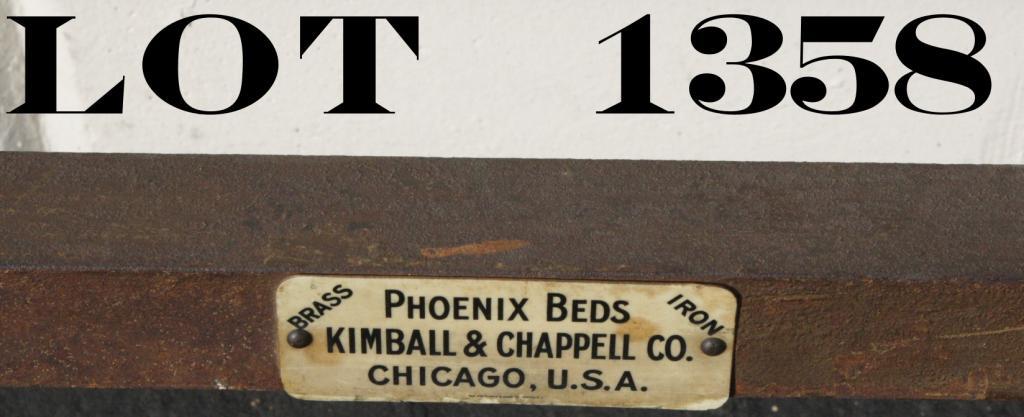 LOT 1358
BRASS
PHOENIX BEDS
IRON
KIMBALL & CHAPPELL CO.
CHICAGO, U.S.A.